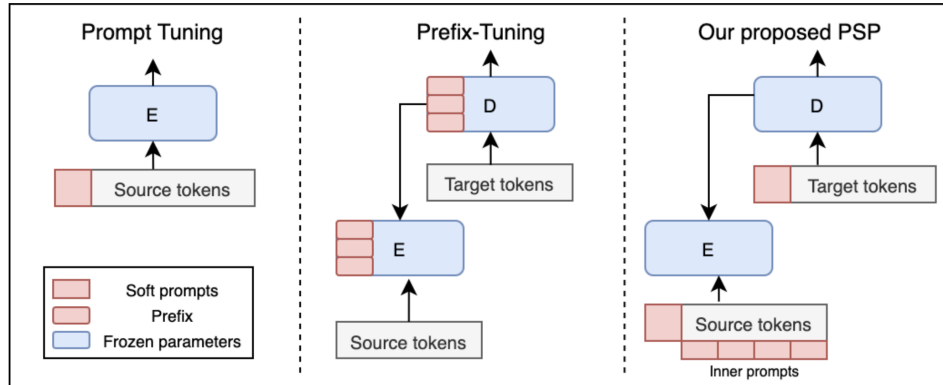 Prompt Tuning
E
Source tokens
Soft prompts
Prefix
Frozen parameters
Prefix-Tuning
D
Target tokens
E
Source tokens
Our proposed PSP
D
Target tokens
E
Source tokens
Inner prompts